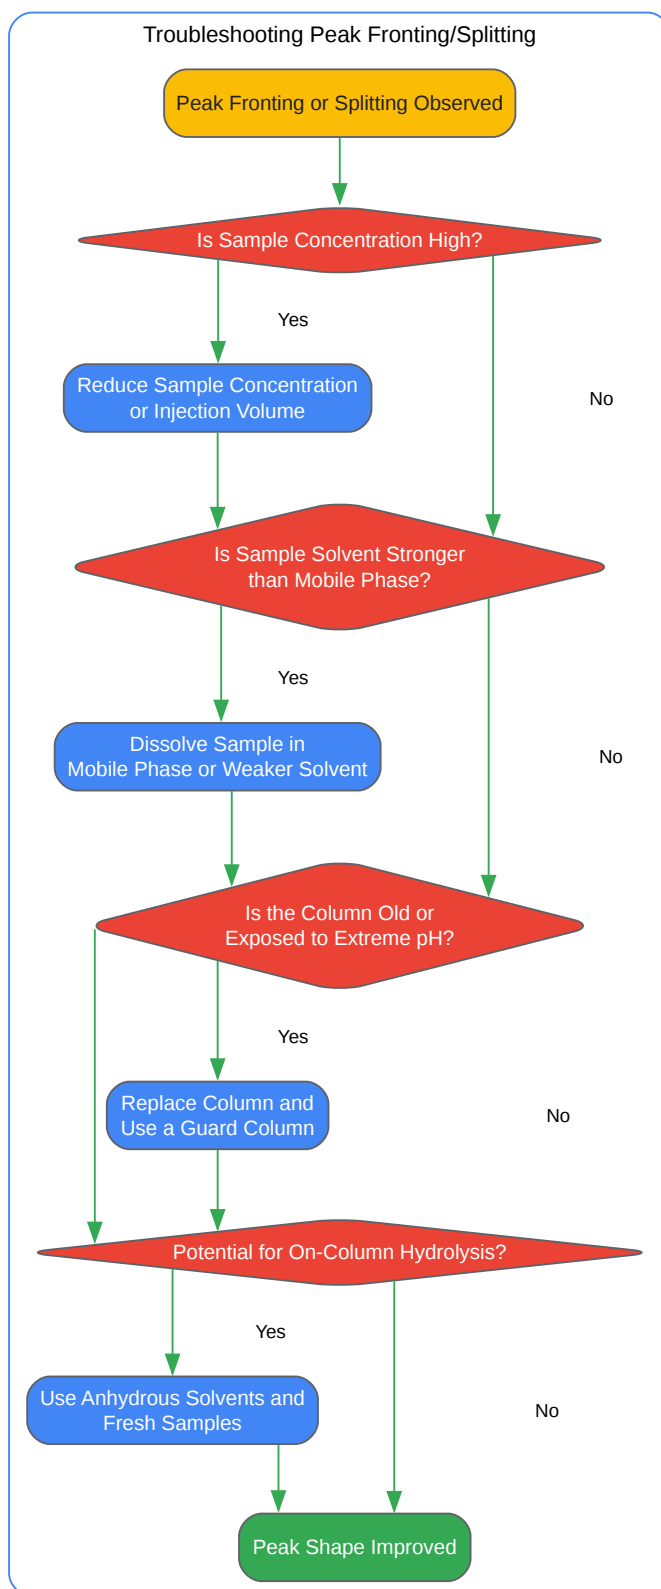 Troubleshooting Peak Fronting/Splitting
Peak Fronting or Splitting Observed
Is Sample Concentration High?
Yes
Reduce Sample Concentration
or Injection Volume
No
Is Sample Solvent Stronger
than Mobile Phase?
Yes
Dissolve Sample in
Mobile Phase or Weaker Solvent
No
Is the Column Old or
Exposed to Extreme pH?
Yes
Replace Column and
Use a Guard Column
No
Potential for On-Column Hydrolysis?
Yes
Use Anhydrous Solvents and
Fresh Samples
No
Peak Shape Improved